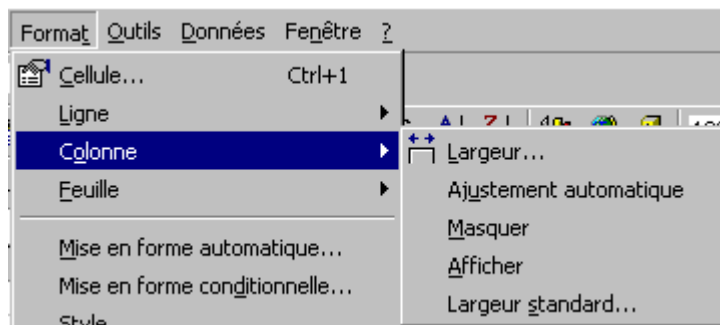 Format Outils Données Fenêtre ?
Cellule... Ctrl+1
Ligne
Colonne
Feuille
Mise en forme automatique...
Mise en forme conditionnelle...
Style
Largeur...
Ajustement automatique
Masquer
Afficher
Largeur standard...